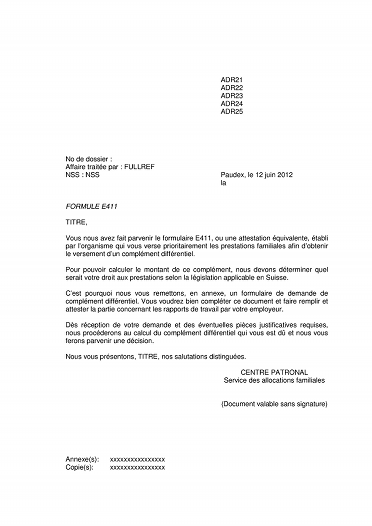 ADR21
ADR22
ADR23
ADR24
ADR25
No de dossier :
Affaire traitée par : FULLREF
NSS : NSS
Paudex, le 12 juin 2012
la
FORMULE E411
TITRE,
Vous nous avez fait parvenir le formulaire E411, ou une attestation équivalente, établi
par l'organisme qui vous verse prioritairement les prestations familiales afin d'obtenir
le versement d'un complément différentiel.
Pour pouvoir calculer le montant de ce complément, nous devons déterminer quel
serait votre droit aux prestations selon la législation applicable en Suisse.
C'est pourquoi nous vous remettons, en annexe, un formulaire de demande de
complément différentiel. Vous voudrez bien compléter ce document et faire remplir et
attester la partie concernant les rapports de travail par votre employeur.
Dès réception de votre demande et des éventuelles pièces justificatives requises,
nous procéderons au calcul du complément différentiel qui vous est dû et nous vous
ferons parvenir une décision.
Nous vous présentons, TITRE, nos salutations distinguées.
CENTRE PATRONAL
Service des allocations familiales
(Document valable sans signature)
Annexe(s): xxxxxxxxxxxxxxxx
Copie(s): xxxxxxxxxxxxxxxx